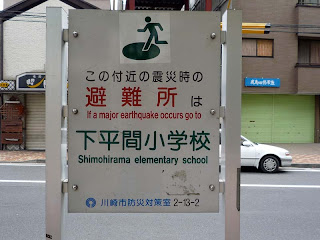 この付近の震災時の
避難所は
If a major earthquake occurs go to
下平間小学校
Shimohirama elementary school
川崎市防災対策室 2-13-2